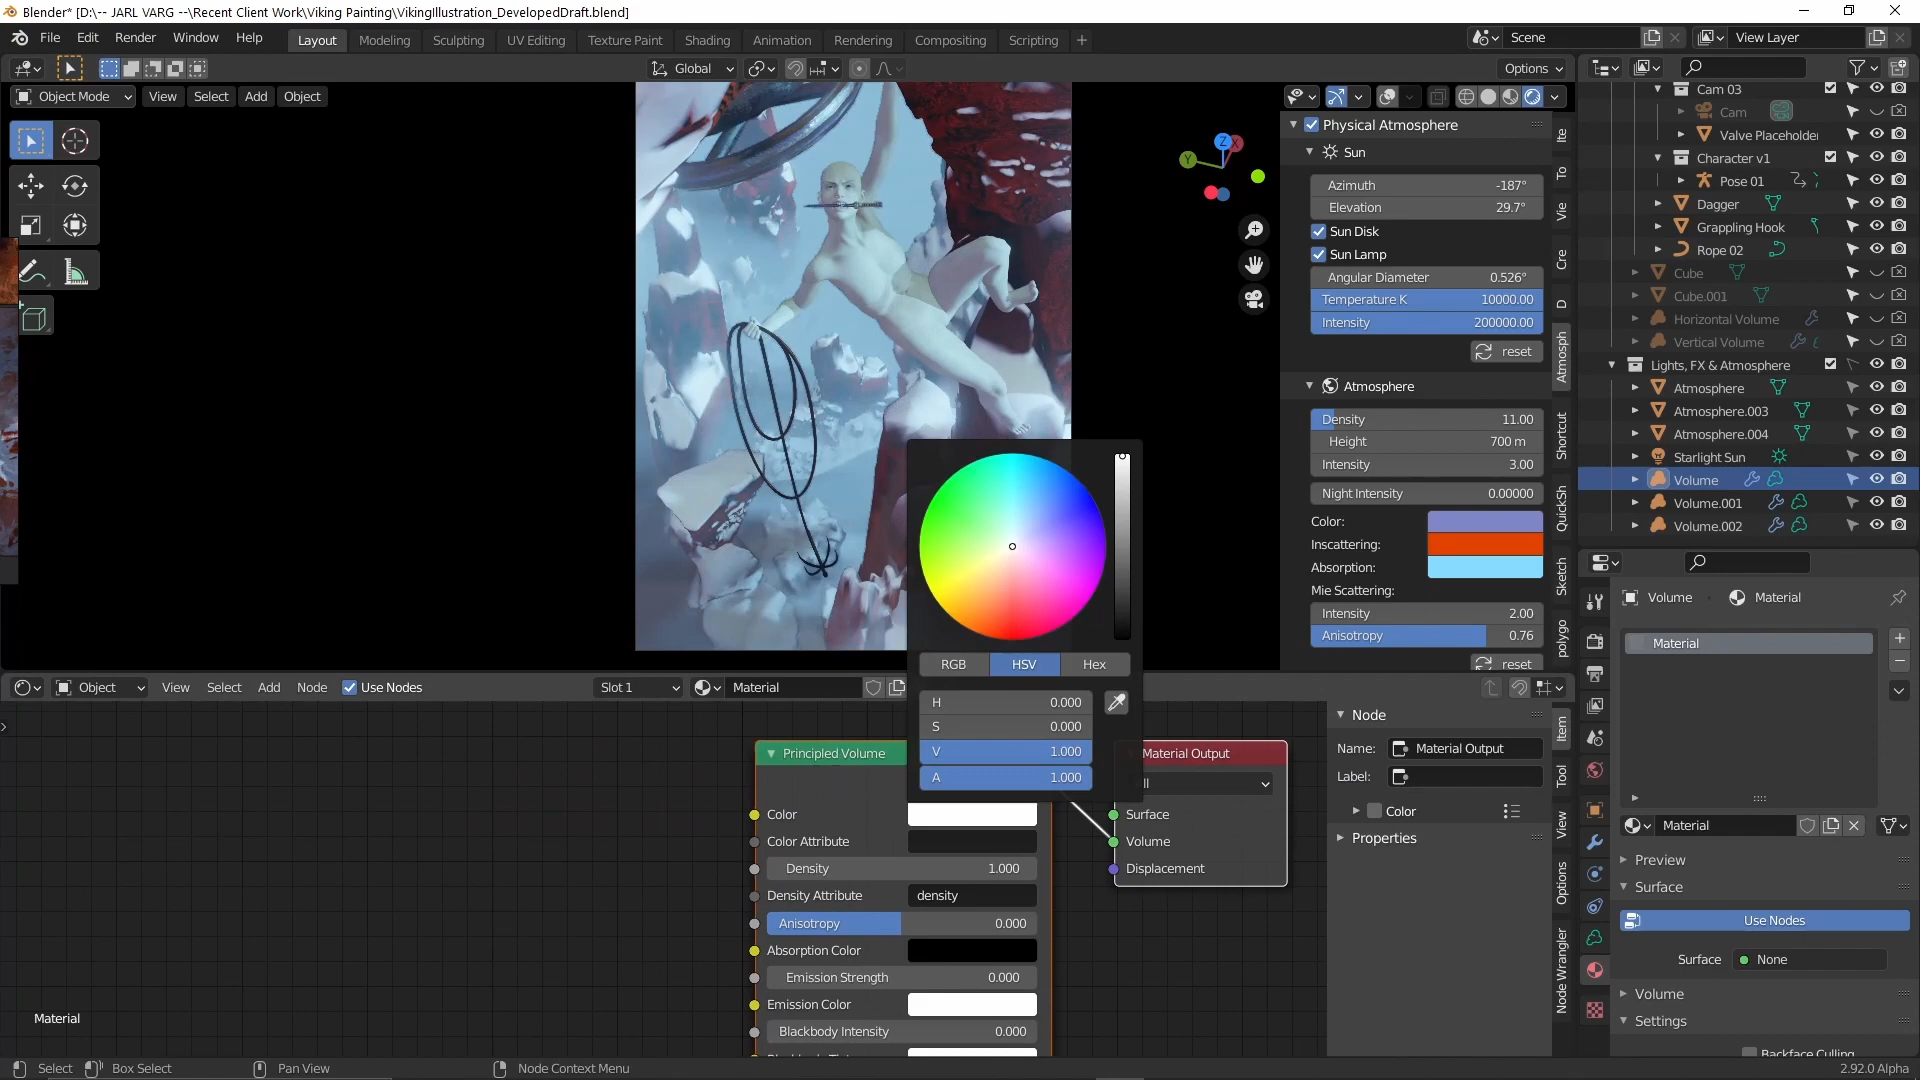 Blender* [D:\-- JARL VARG --\Recent Client Work\Viking Painting\VikingIllustration_DevelopedDraft.blend]
File Edit Render Window Help
Layout Modeling Sculpting UV Editing Texture Paint Shading Animation Rendering Compositing Scripting +
Scene
View Layer
Global
Options
Object Mode View Select Add Object
Physical Atmosphere
Sun
Azimuth -187°
Elevation 29.7°
Sun Disk
Sun Lamp
Angular Diameter 0.526°
Temperature K 10000.00
Intensity 200000.00
reset
Atmosphere
Density 11.00
Height 700 m
Intensity 3.00
Night Intensity 0.00000
Color:
Inscattering:
Absorption:
Mie Scattering:
Intensity 2.00
Anisotropy 0.76
reset
Ite
To
Vie
Cre
D
Atmosph
Shortcut
QuickSh
Sketch
polygo
Z
X
Y
Cam 03
Cam
Valve Placeholder
Character v1
Pose 01
Dagger
Grappling Hook
Rope 02
Cube
Cube.001
Horizontal Volume
Vertical Volume
Lights, FX & Atmosphere
Atmosphere
Atmosphere.003
Atmosphere.004
Starlight Sun
Volume
Volume.001
Volume.002
RGB HSV Hex
H 0.000
S 0.000
V 1.000
A 1.000
Object View Select Add Node Use Nodes Slot 1 Material
Principled Volume
Color
Color Attribute
Density 1.000
Density Attribute density
Anisotropy 0.000
Absorption Color
Emission Strength 0.000
Emission Color
Blackbody Intensity 0.000
Material Output
Surface
Volume
Displacement
Node
Name: Material Output
Label:
Color
Properties
Item
Tool
View
Options
Node Wrangler
Volume Material
Material
Material
Preview
Surface
Use Nodes
Surface None
Volume
Settings
Backface Culling
Material
Select Box Select Pan View Node Context Menu 2.92.0 Alpha